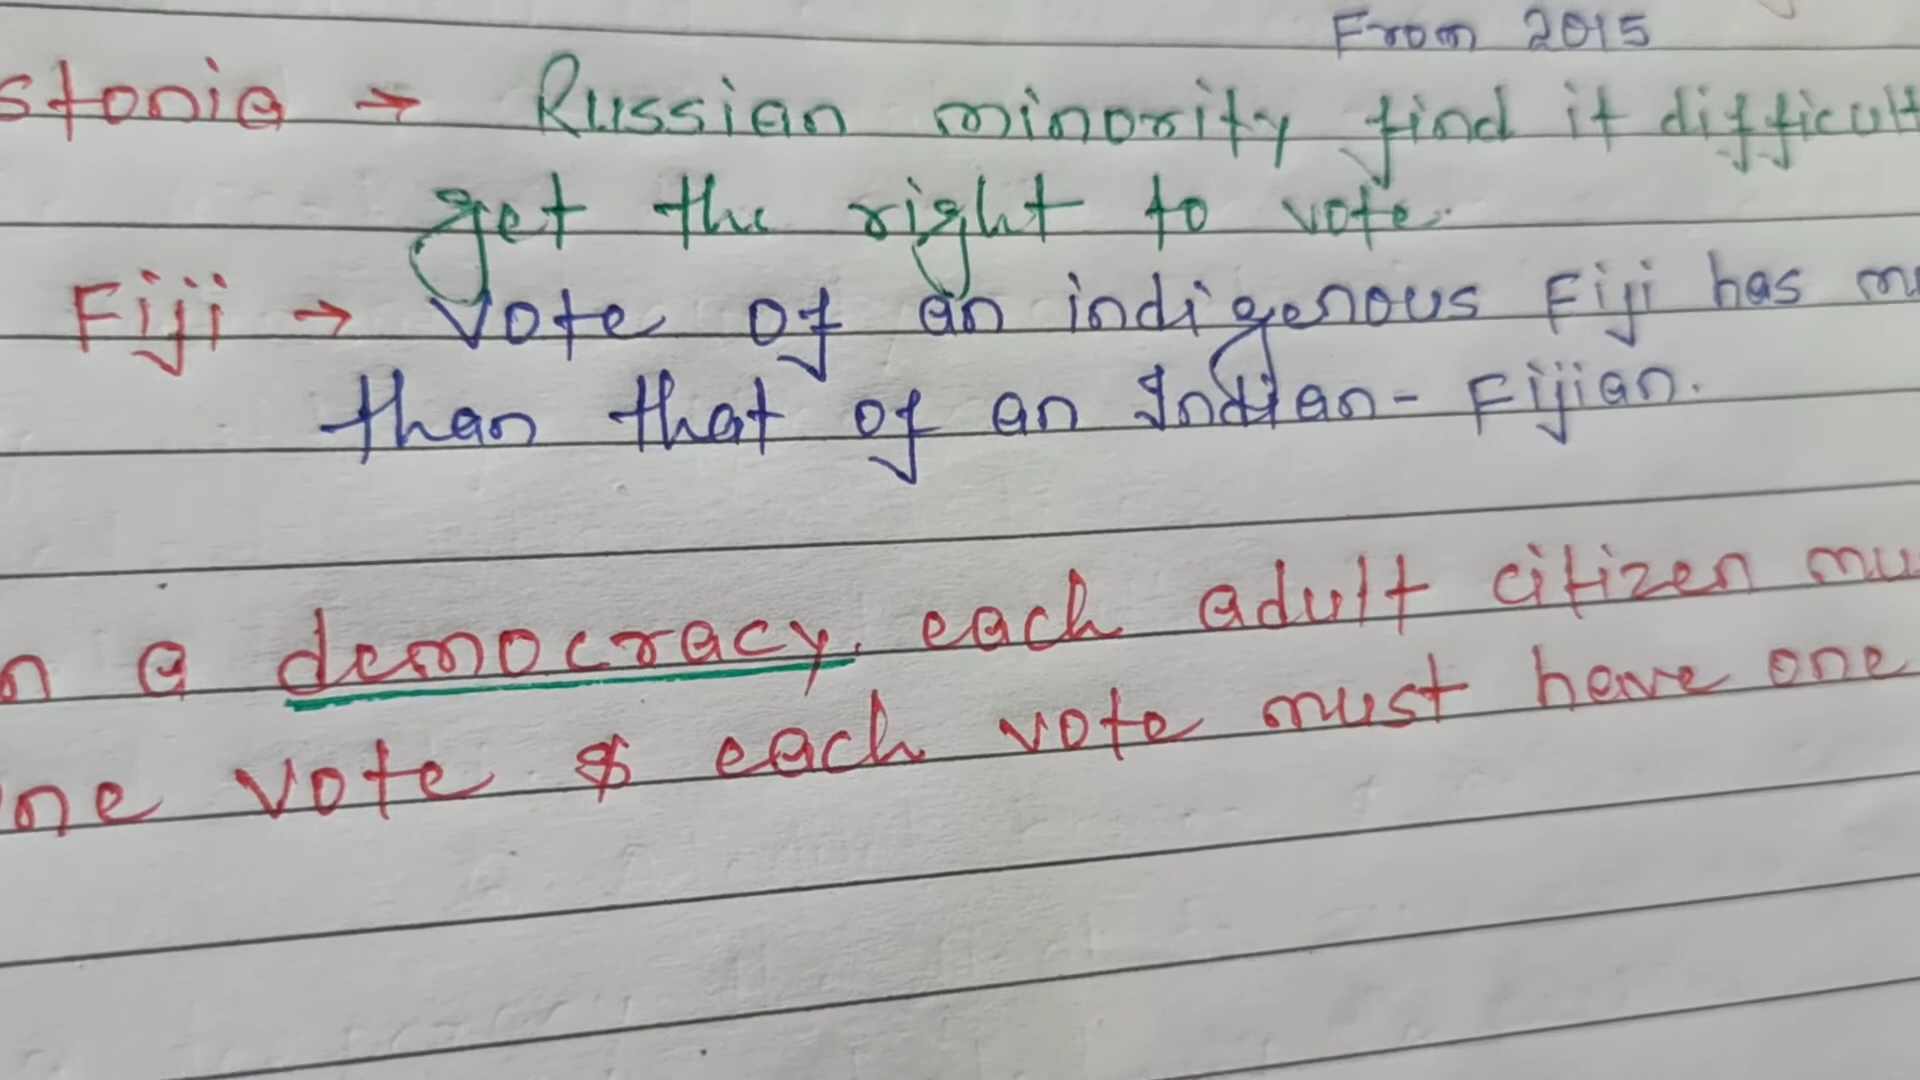 From 2015
stonia → Russian minority find it difficult
get the right to vote.
Fiji → Vote of an indigenous Fiji has m
than that of an Indian - Fijian.
n a democracy, each adult citizen mu
ne vote & each vote must have one